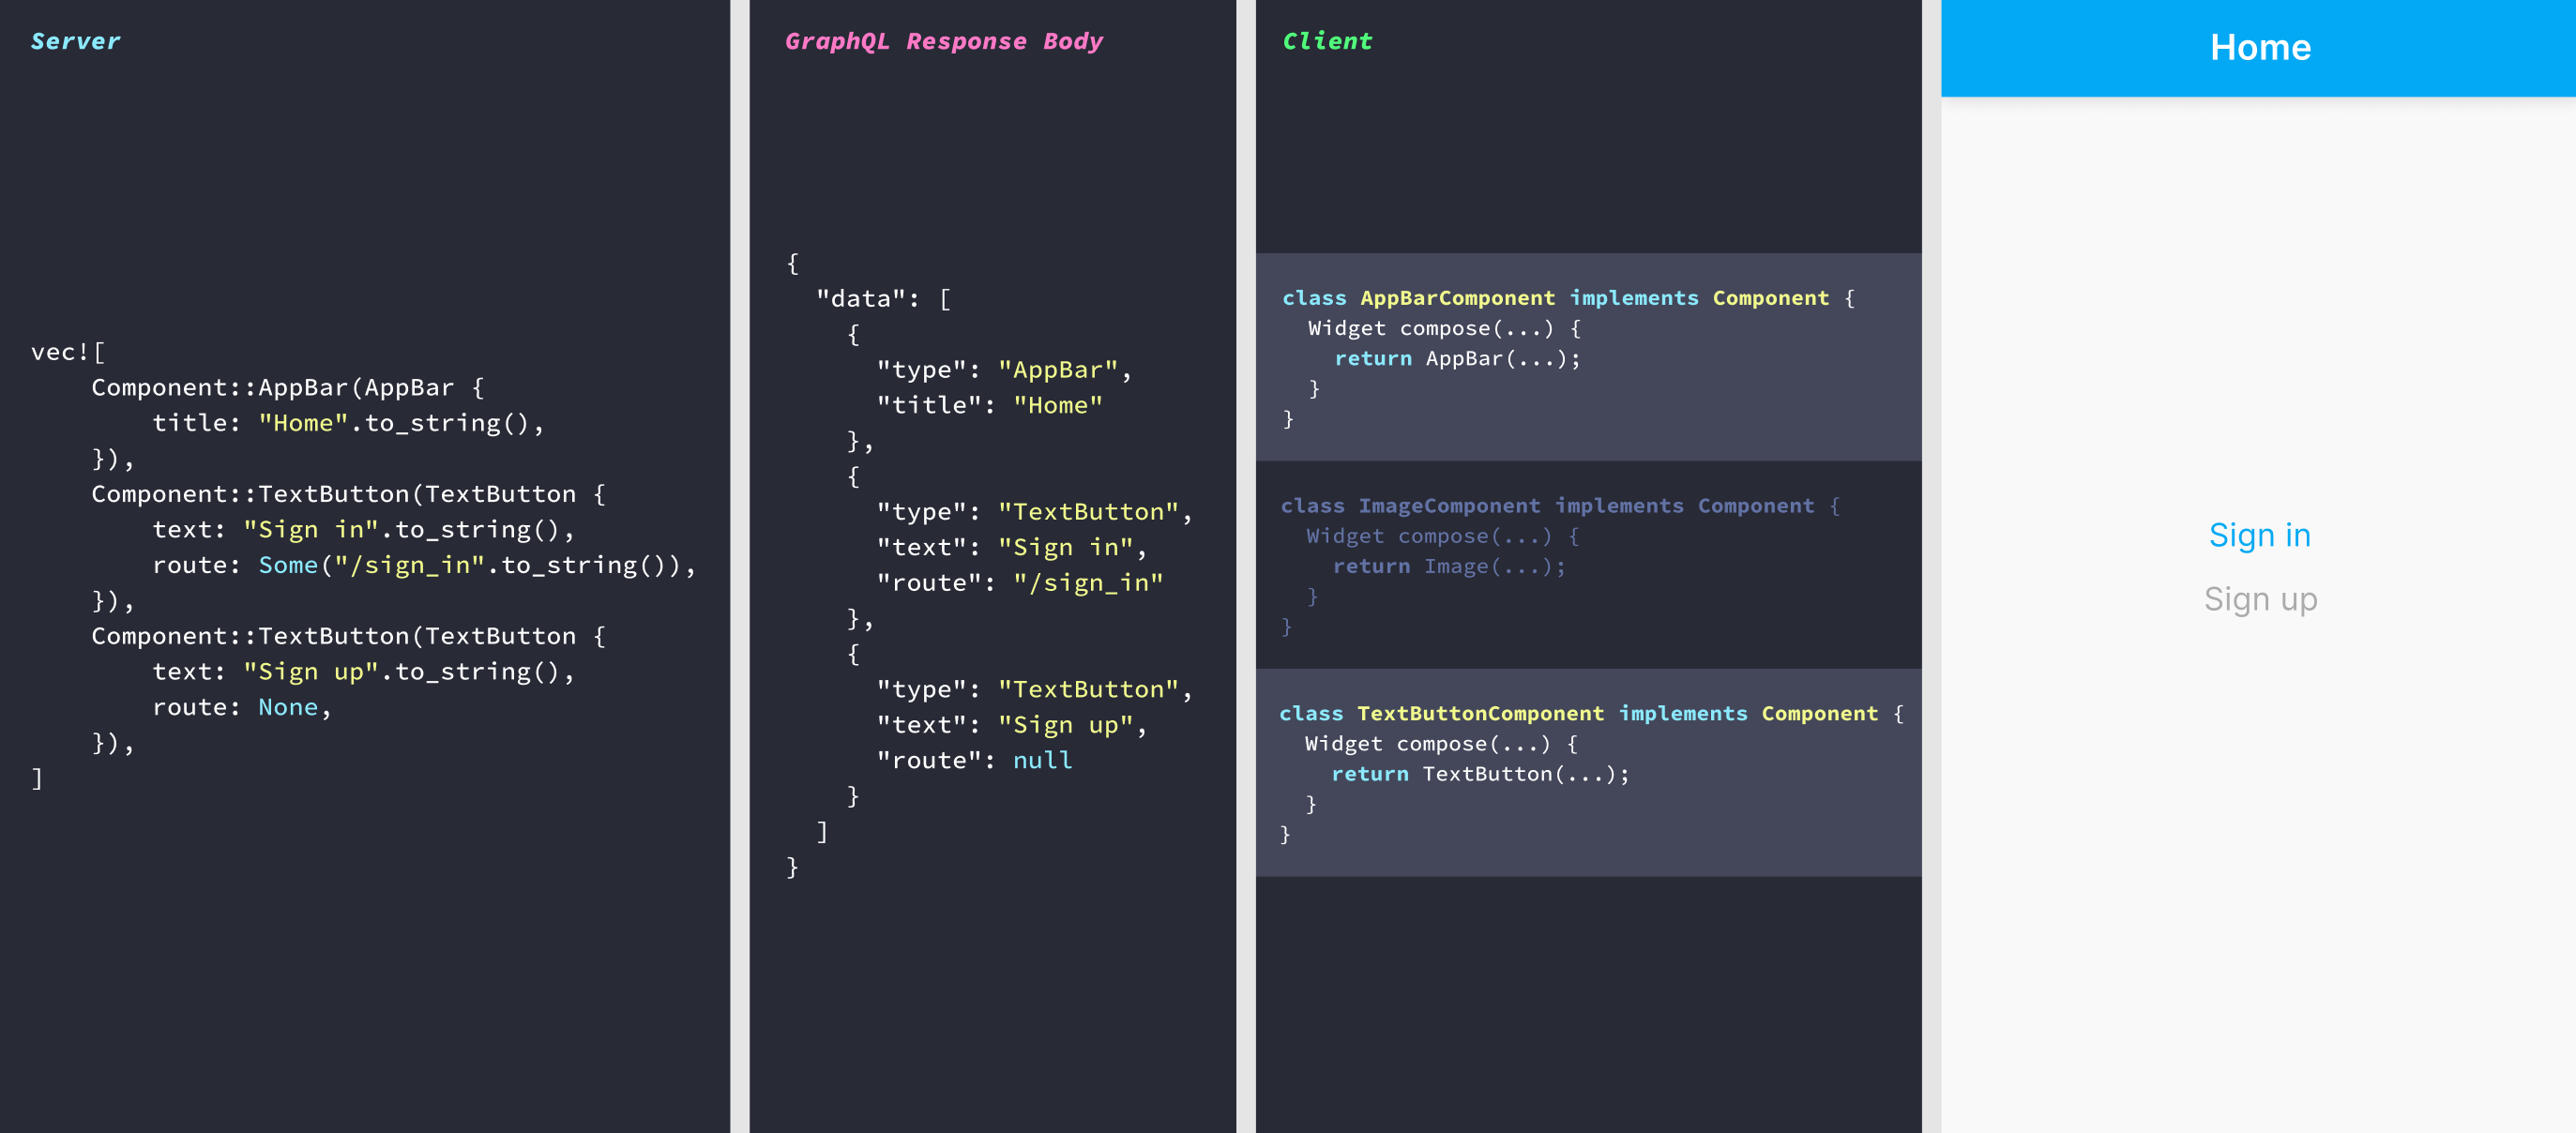 Server
vec![
    Component::AppBar(AppBar {
        title: "Home".to_string(),
    }),
    Component::TextButton(TextButton {
        text: "Sign in".to_string(),
        route: Some("/sign_in".to_string()),
    }),
    Component::TextButton(TextButton {
        text: "Sign up".to_string(),
        route: None,
    }),
]
GraphQL Response Body
{
  "data": [
    {
      "type": "AppBar",
      "title": "Home"
    },
    {
      "type": "TextButton",
      "text": "Sign in",
      "route": "/sign_in"
    },
    {
      "type": "TextButton",
      "text": "Sign up",
      "route": null
    }
  ]
}
Client
class AppBarComponent implements Component {
  Widget compose(...) {
    return AppBar(...);
  }
}
class ImageComponent implements Component {
  Widget compose(...) {
    return Image(...);
  }
}
class TextButtonComponent implements Component {
  Widget compose(...) {
    return TextButton(...);
  }
}
Home
Sign in
Sign up